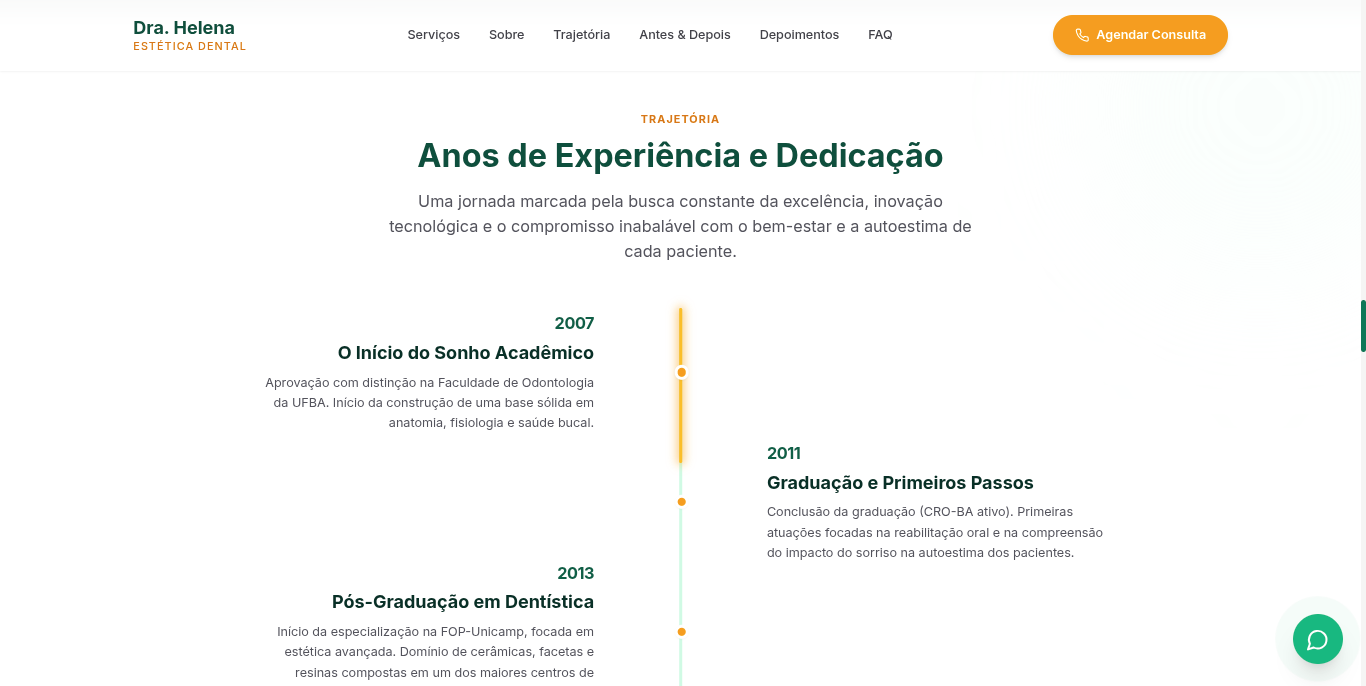 Dra. Helena
ESTÉTICA DENTAL
Serviços
Sobre
Trajetória
Antes & Depois
Depoimentos
FAQ
Agendar Consulta
TRAJETÓRIA
Anos de Experiência e Dedicação
Uma jornada marcada pela busca constante da excelência, inovação
tecnológica e o compromisso inabalável com o bem-estar e a autoestima de
cada paciente.
2007
O Início do Sonho Acadêmico
Aprovação com distinção na Faculdade de Odontologia
da UFBA. Início da construção de uma base sólida em
anatomia, fisiologia e saúde bucal.
2011
Graduação e Primeiros Passos
Conclusão da graduação (CRO-BA ativo). Primeiras
atuações focadas na reabilitação oral e na compreensão
do impacto do sorriso na autoestima dos pacientes.
2013
Pós-Graduação em Dentística
Início da especialização na FOP-Unicamp, focada em
estética avançada. Domínio de cerâmicas, facetas e
resinas compostas em um dos maiores centros de